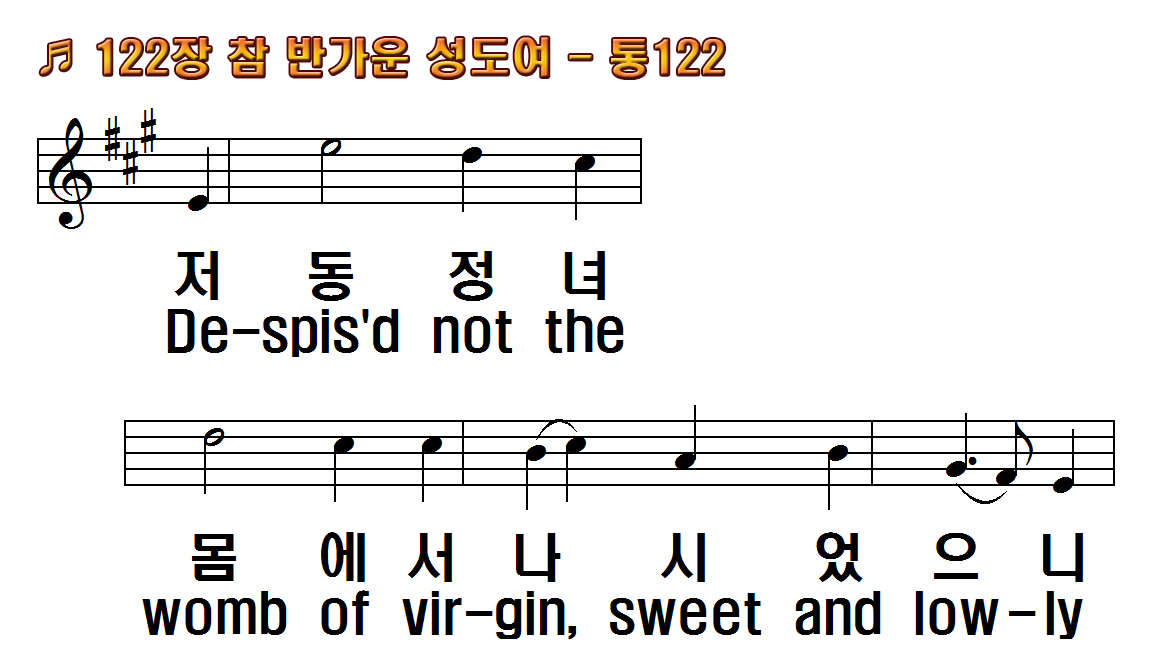 ♬ 122장 참 반가운 성도여 - 통122
저 동 정 녀
De-spis'd not the
몸 에 서 나 시 었 으 니
womb of vir-gin, sweet and low-ly